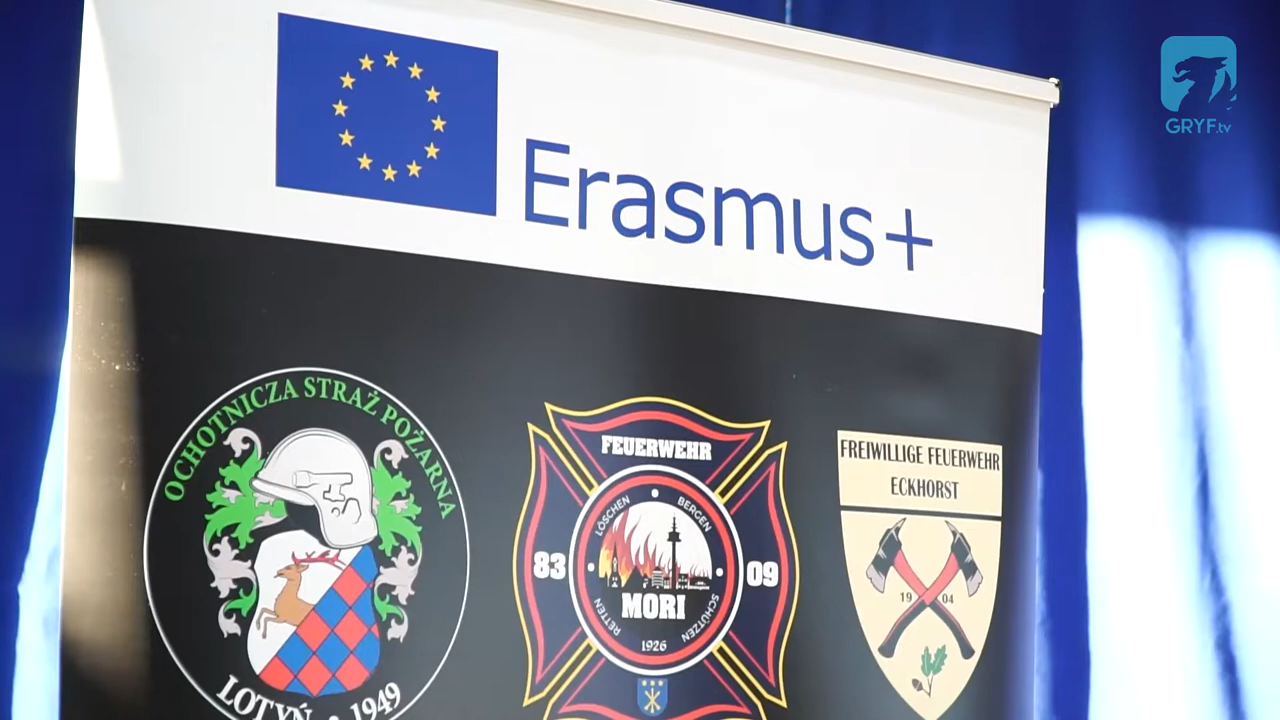 GRYF.tv
Erasmus+
OCHOTNICZA STRAŻ POŻARNA
LOTYŃ 1949
FEUERWEHR
LÖSCHEN
BERGEN
83
09
MORI
RETTEN
SCHÜTZEN
1926
FREIWILLIGE FEUERWEHR
ECKHORST
19 04